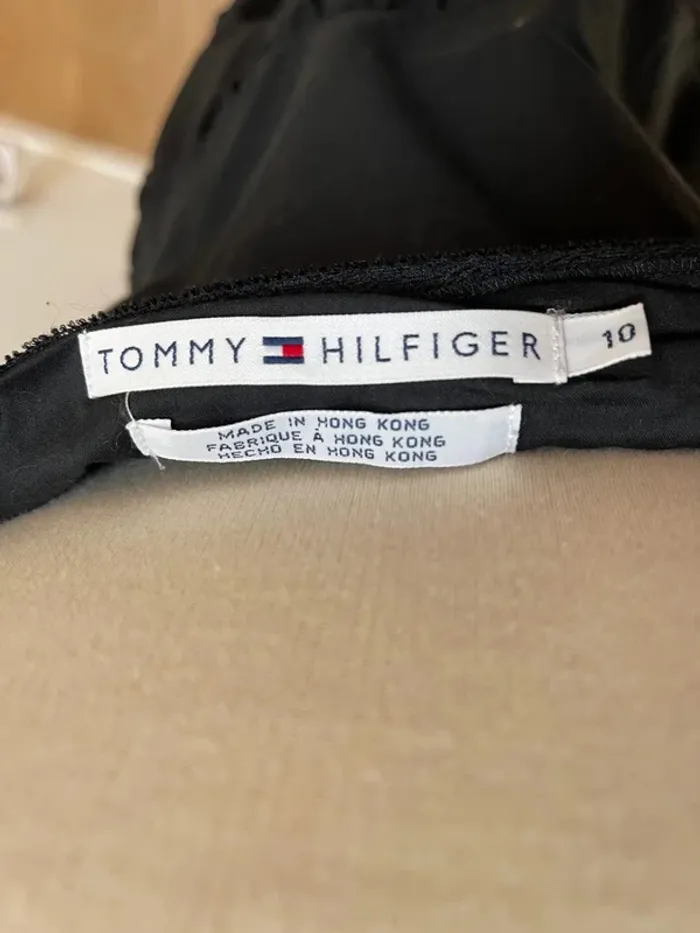 TOMMY HILFIGER
10
MADE IN HONG KONG
FABRIQUE À HONG KONG
HECHO EN HONG KONG